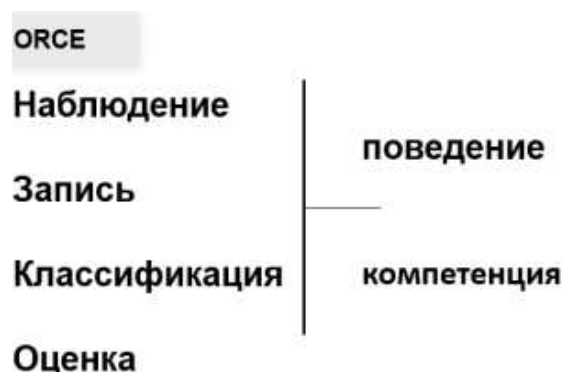 ORCE
Наблюдение
поведение
Запись
Классификация
компетенция
Оценка